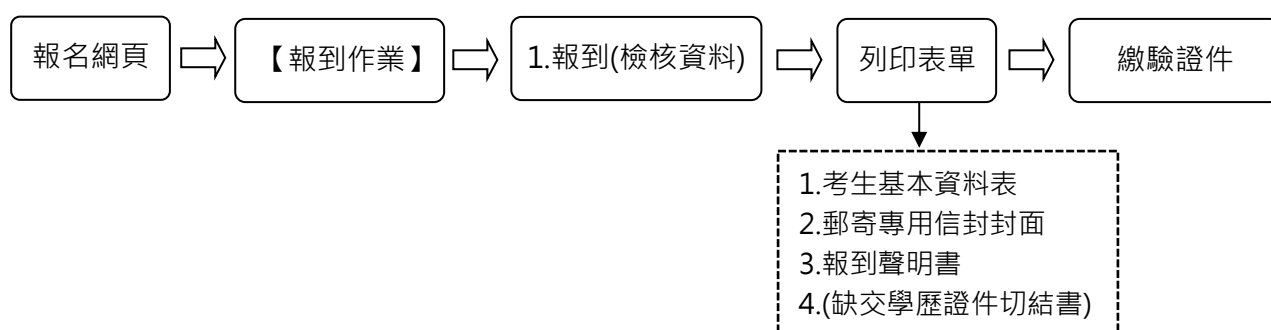 報名網頁
【報到作業】
1.報到(檢核資料)
列印表單
繳驗證件
1.考生基本資料表
2.郵寄專用信封封面
3.報到聲明書
4.(缺交學歷證件切結書)